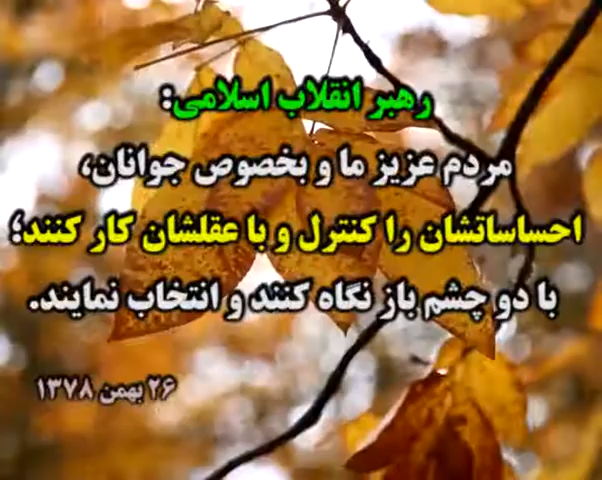 رهبر انقلاب اسلامی:
مردم عزیز ما و بخصوص جوانان،
احساساتشان را کنترل و با عقلشان کار کنند؛
با دو چشم باز نگاه کنند و انتخاب نمایند.
۲۶ بهمن ۱۳۷۸